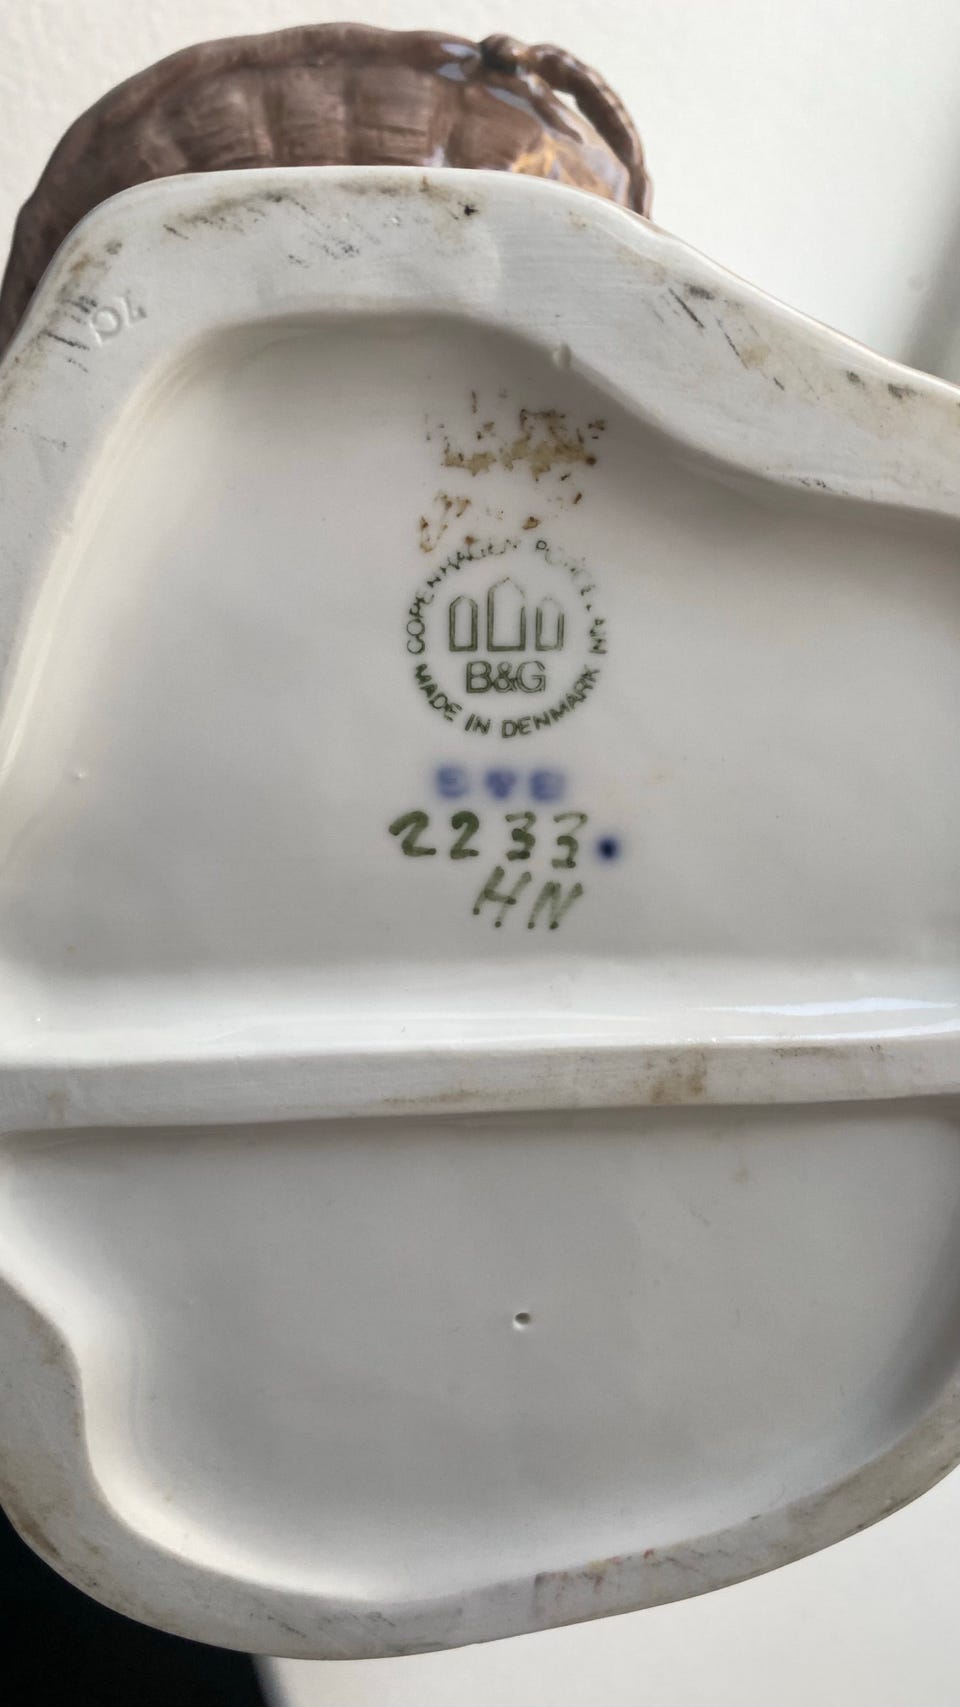 COPENHAGEN PORCELAIN
B&G
MADE IN DENMARK
2233.
HN